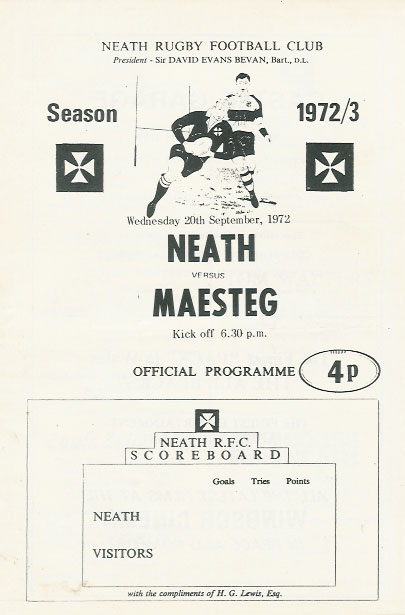 NEATH RUGBY FOOTBALL CLUB
President - Sir DAVID EVANS BEVAN, Bart., D.L.
Season 1972/3
Wednesday 20th September, 1972
NEATH
VERSUS
MAESTEG
Kick off 6.30 p.m.
OFFICIAL PROGRAMME 4p
NEATH R.F.C.
SCOREBOARD
Goals Tries Points
NEATH
VISITORS
with the compliments of H. G. Lewis, Esq.